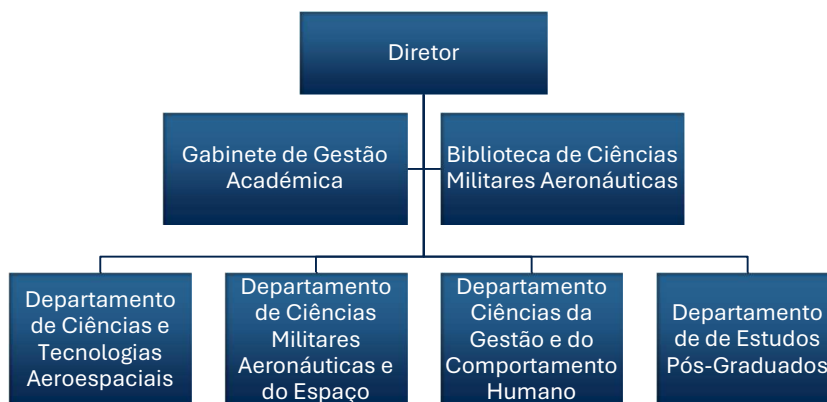 Diretor
Gabinete de Gestão
Académica
Biblioteca de Ciências
Militares Aeronáuticas
Departamento
de Ciências e
Tecnologias
Aeroespaciais
Departamento
de Ciências
Militares
Aeronáuticas e
do Espaço
Departamento
Ciências da
Gestão e do
Comportamento
Humano
Departamento
de de Estudos
Pós-Graduados